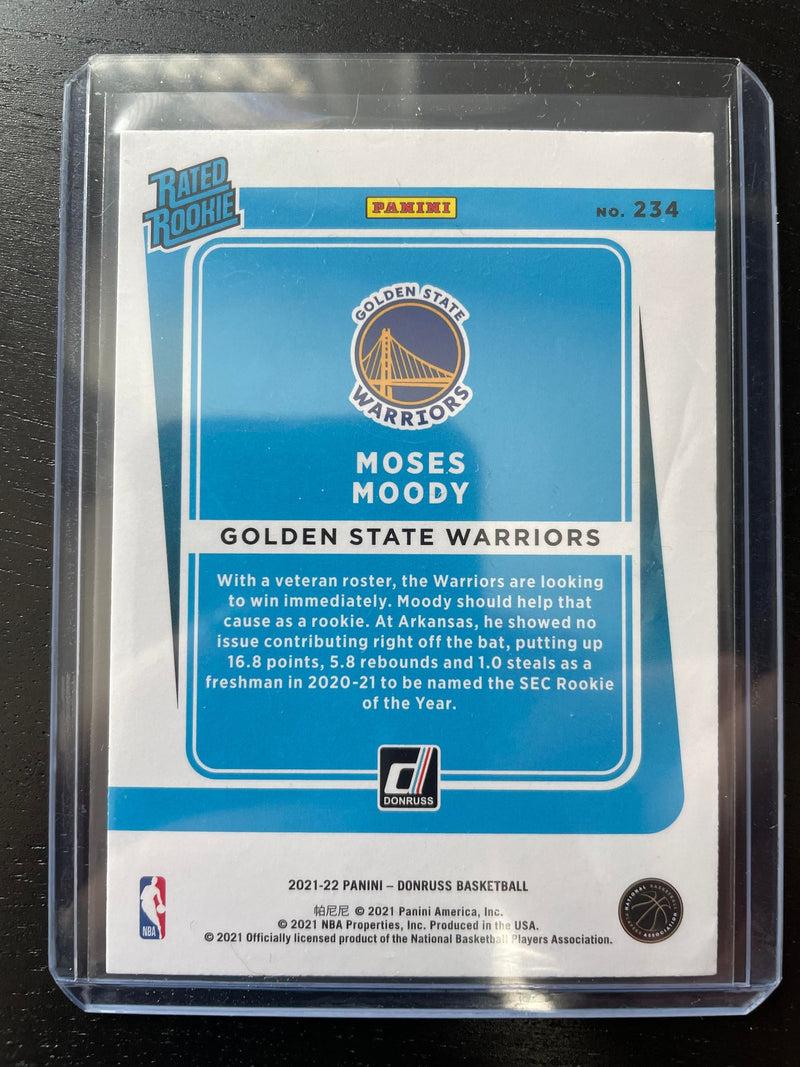 RATED
ROOKIE
PANINI
NO. 234
GOLDEN STATE
WARRIORS
MOSES
MOODY
GOLDEN STATE WARRIORS
With a veteran roster, the Warriors are looking
to win immediately. Moody should help that
cause as a rookie. At Arkansas, he showed no
issue contributing right off the bat, putting up
16.8 points, 5.8 rebounds and 1.0 steals as a
freshman in 2020-21 to be named the SEC Rookie
of the Year.
d
DONRUSS
2021-22 PANINI – DONRUSS BASKETBALL
帕尼尼 © 2021 Panini America, Inc.
© 2021 NBA Properties, Inc. Produced in the USA.
© 2021 Officially licensed product of the National Basketball Players Association.
NBA
NATIONAL BASKETBALL
PLAYERS ASSOCIATION